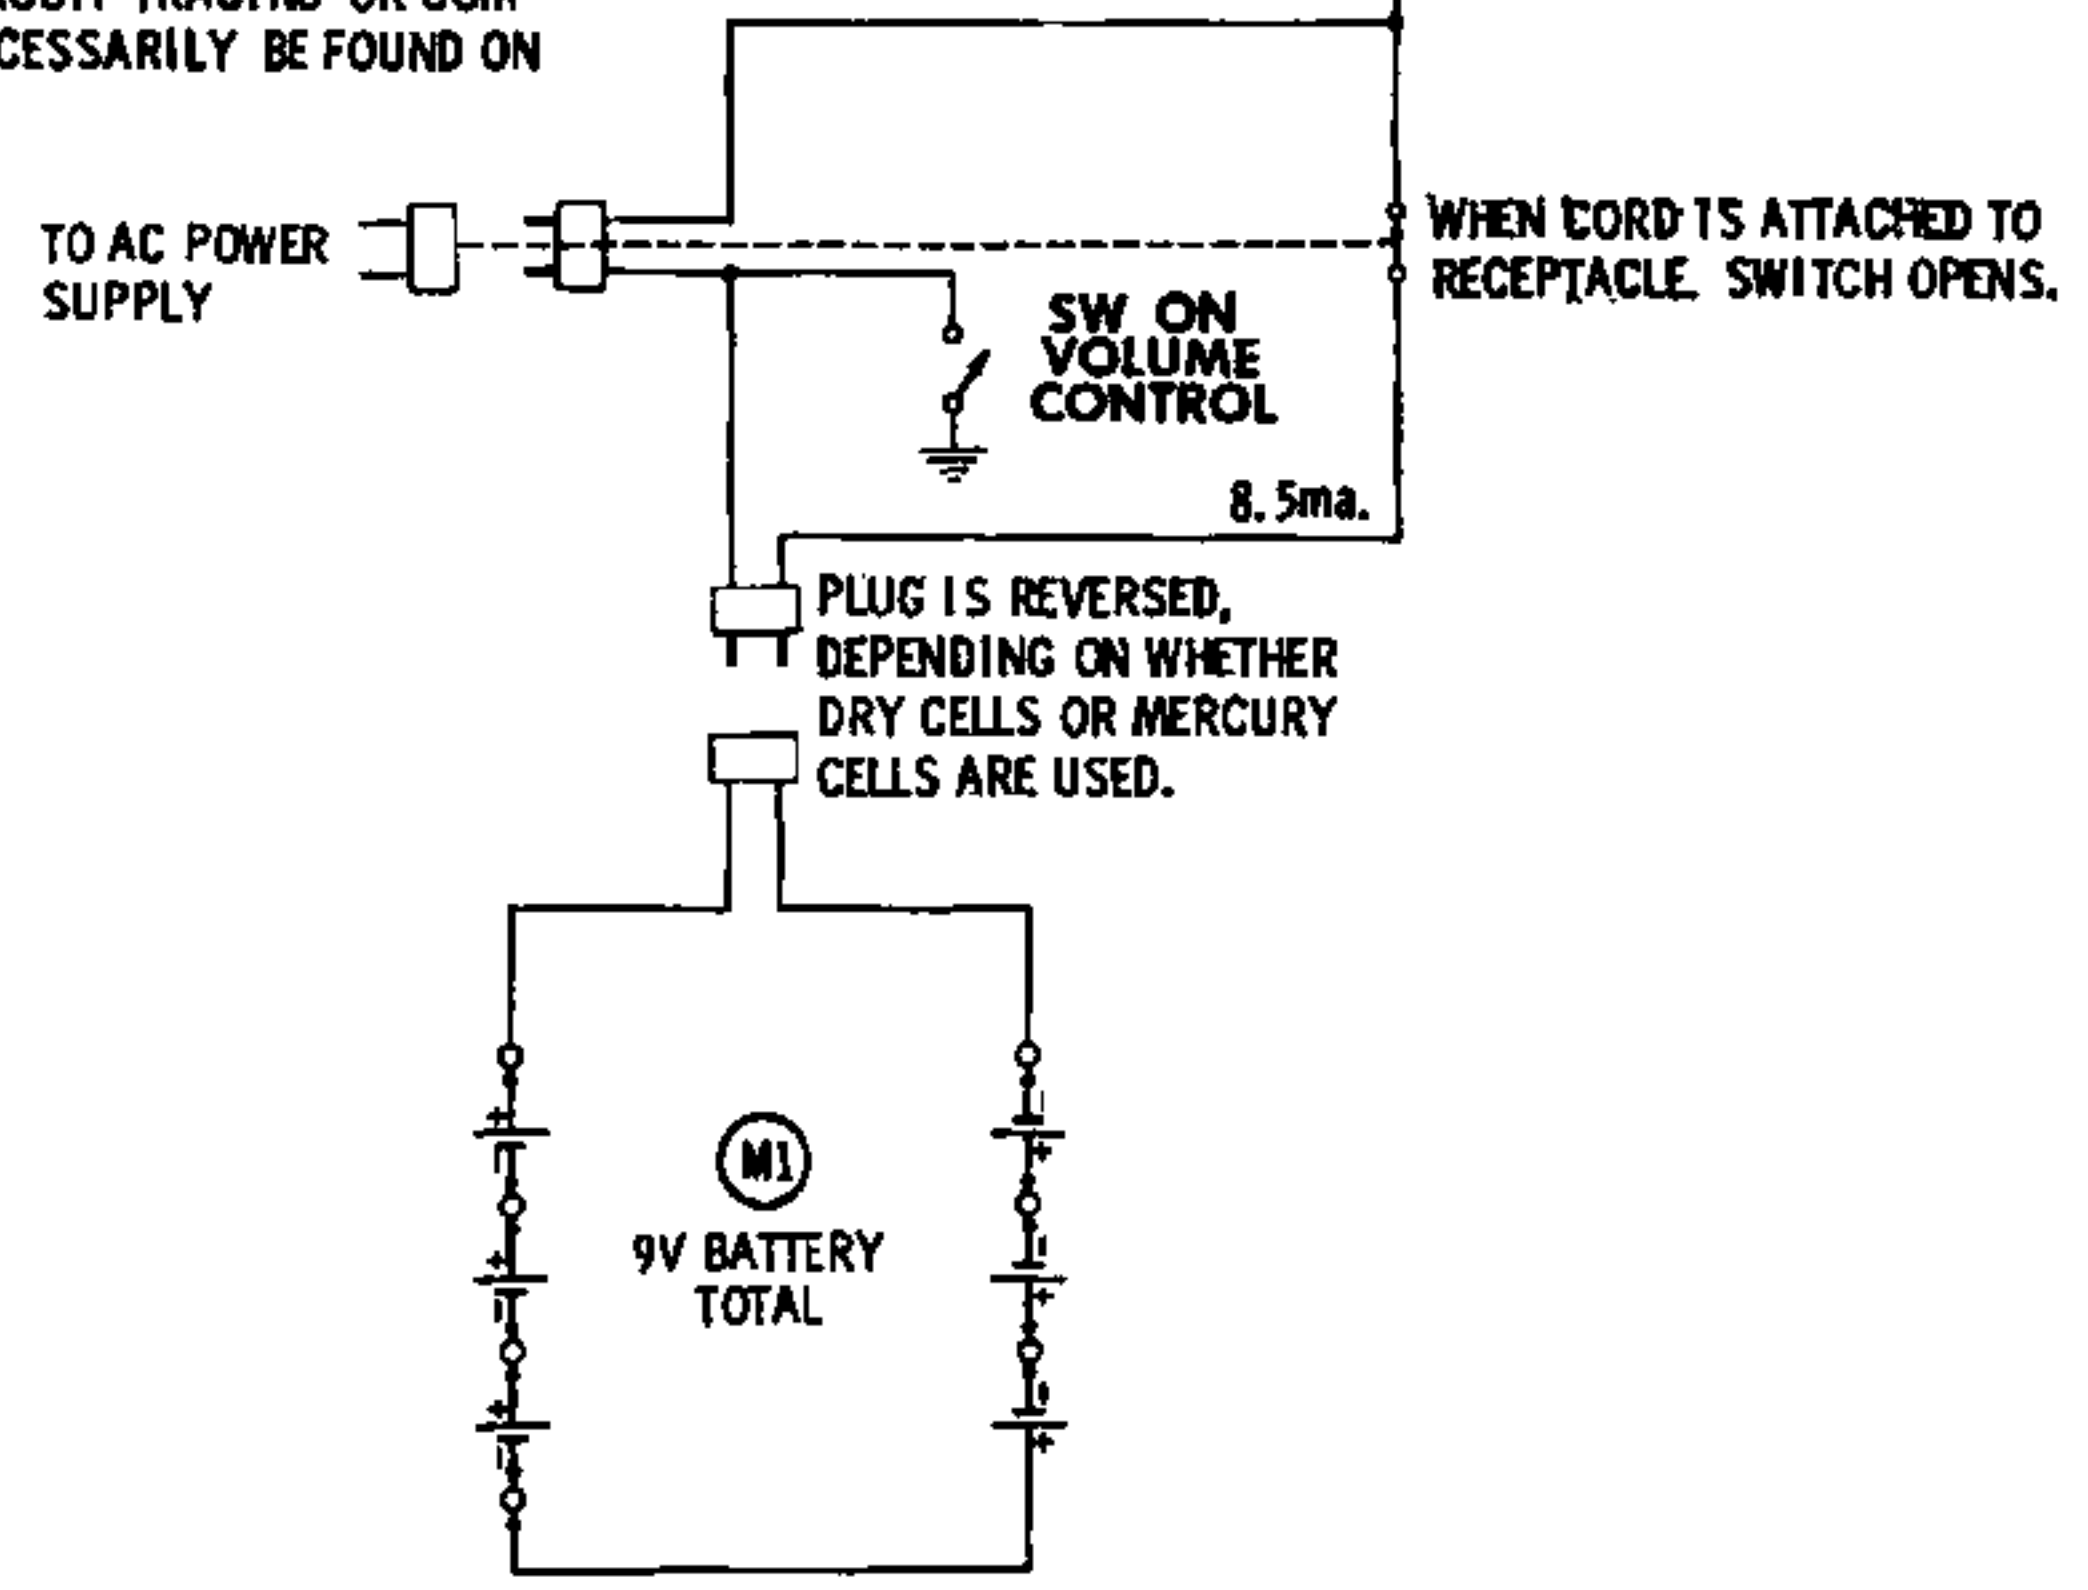 CESSARILY BE FOUND ON
TO AC POWER
SUPPLY
WHEN CORD IS ATTACHED TO
RECEPTACLE SWITCH OPENS.
SW ON
VOLUME
CONTROL
8.5ma.
PLUG IS REVERSED,
DEPENDING ON WHETHER
DRY CELLS OR MERCURY
CELLS ARE USED.
M1
9V BATTERY
TOTAL